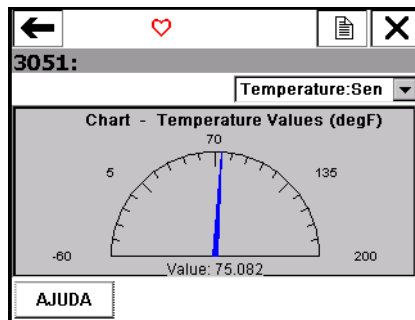 3051:
Temperature:Sen
Chart - Temperature Values (degF)
70
5 135
-60 200
Value: 75.082
AJUDA